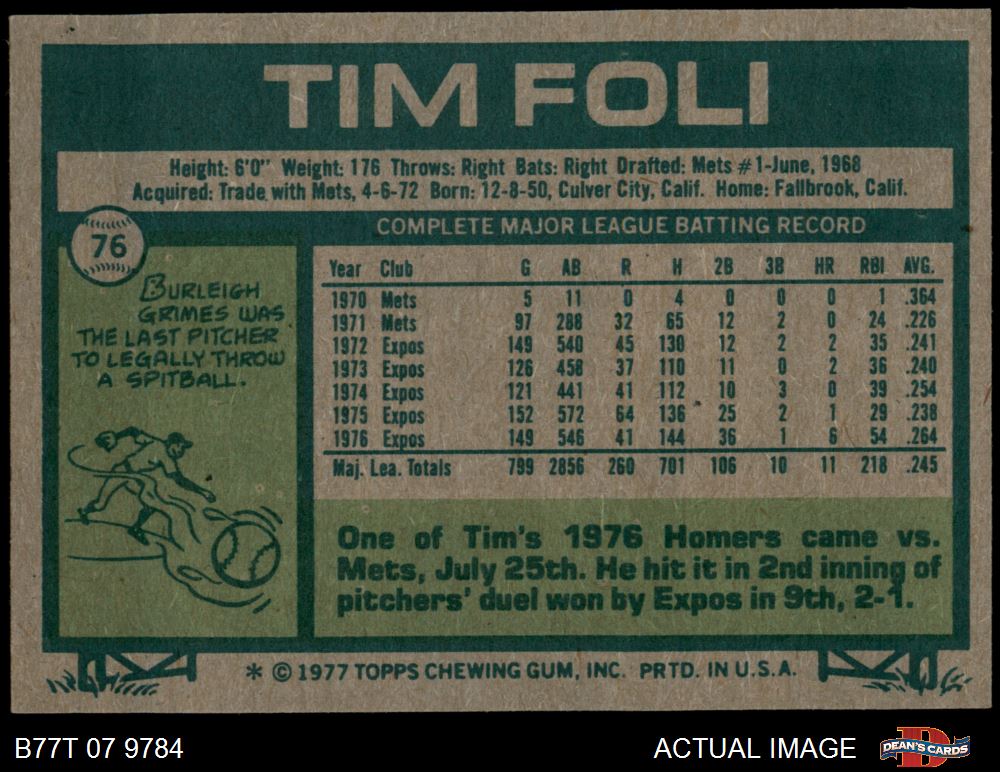 TIM FOLI
Height: 6'0" Weight: 176 Throws: Right Bats: Right Drafted: Mets #1-June, 1968
Acquired: Trade with Mets, 4-6-72 Born: 12-8-50, Culver City, Calif. Home: Fallbrook, Calif.
76
BURLEIGH
GRIMES WAS
THE LAST PITCHER
TO LEGALLY THROW
A SPITBALL.
COMPLETE MAJOR LEAGUE BATTING RECORD
Year Club G AB R H 2B 3B HR RBI AVG.
1970 Mets 5 11 0 4 0 0 0 1 .364
1971 Mets 97 288 32 65 12 2 0 24 .226
1972 Expos 149 540 45 130 12 2 2 35 .241
1973 Expos 126 458 37 110 11 0 2 36 .240
1974 Expos 121 441 41 112 10 3 0 39 .254
1975 Expos 152 572 64 136 25 2 1 29 .238
1976 Expos 149 546 41 144 36 1 6 54 .264
Maj. Lea. Totals 799 2856 260 701 106 10 11 218 .245
One of Tim's 1976 Homers came vs.
Mets, July 25th. He hit it in 2nd inning of
pitchers' duel won by Expos in 9th, 2-1.
* © 1977 TOPPS CHEWING GUM, INC. PRTD. IN U.S.A.
B77T 07 9784
ACTUAL IMAGE
D
DEAN'S CARDS